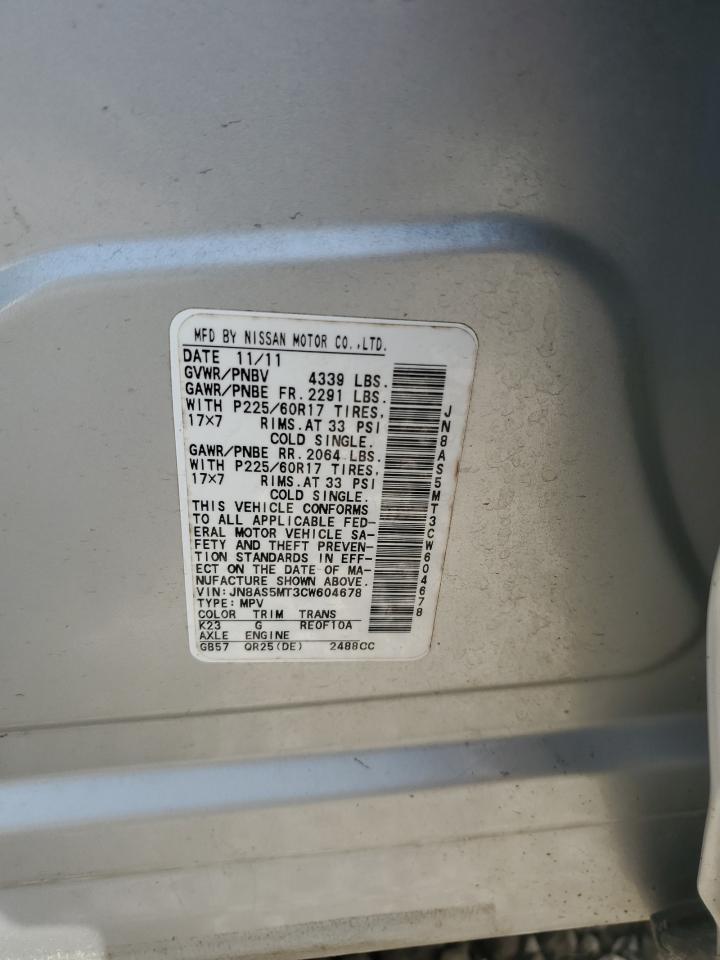 MFD BY NISSAN MOTOR CO.,LTD.
DATE 11/11
GVWR/PNBV 4339 LBS.
GAWR/PNBE FR. 2291 LBS.
WITH P225/60R17 TIRES,
17×7 RIMS.AT 33 PSI
COLD SINGLE.
GAWR/PNBE RR. 2064 LBS.
WITH P225/60R17 TIRES,
17×7 RIMS.AT 33 PSI
COLD SINGLE.
THIS VEHICLE CONFORMS
TO ALL APPLICABLE FED-
ERAL MOTOR VEHICLE SA-
FETY AND THEFT PREVEN-
TION STANDARDS IN EFF-
ECT ON THE DATE OF MA-
NUFACTURE SHOWN ABOVE.
VIN: JN8AS5MT3CW604678
TYPE: MPV
COLOR TRIM TRANS
K23 G RE0F10A
AXLE ENGINE
GB57 QR25(DE) 2488CC
JN8AS5MT3CW604678